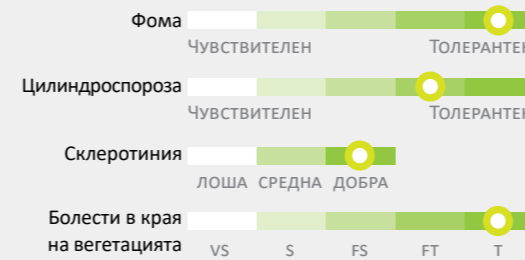 Фома
Чувствителен Толерантен
Цилиндроспороза
Чувствителен Толерантен
Склеротиния
лоша средна добра
Болести в края
на вегетацията
VS S FS FT T